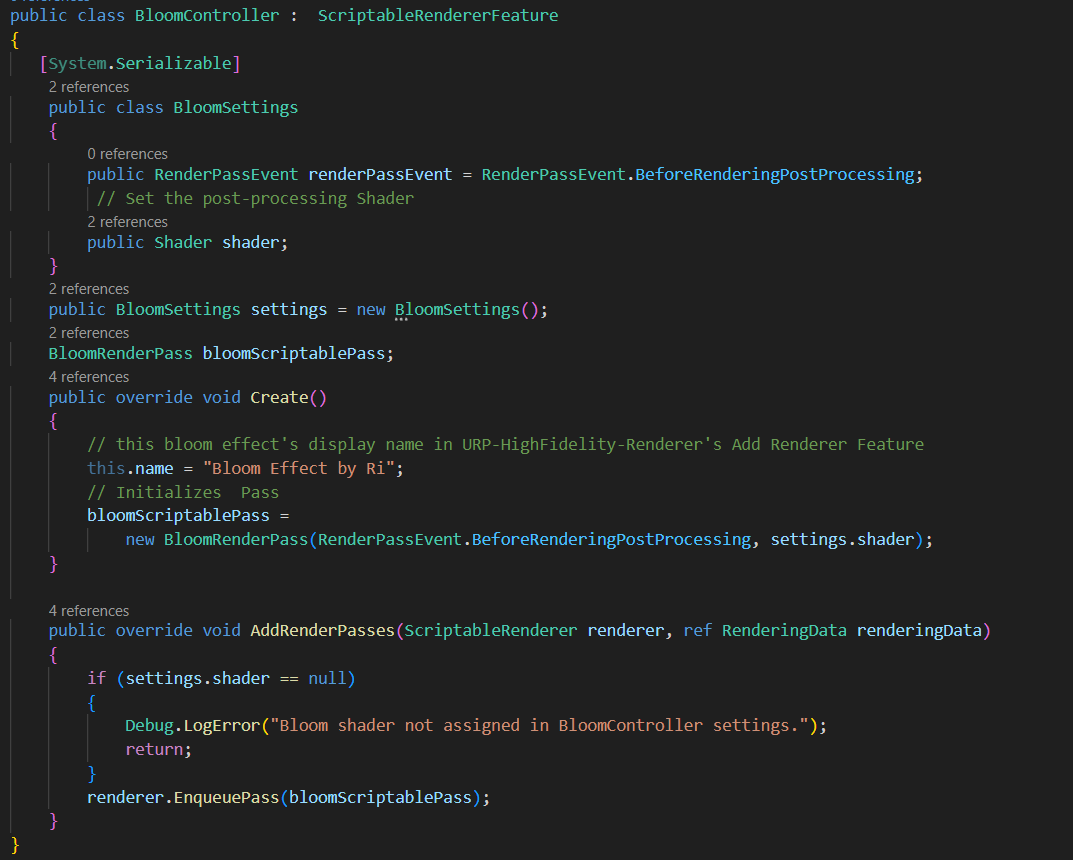 public class BloomController :  ScriptableRendererFeature
{
[System.Serializable]
2 references
public class BloomSettings
{
0 references
public RenderPassEvent renderPassEvent = RenderPassEvent.BeforeRenderingPostProcessing;
// Set the post-processing Shader
2 references
public Shader shader;
}
2 references
public BloomSettings settings = new BloomSettings();
2 references
BloomRenderPass bloomScriptablePass;
4 references
public override void Create()
{
// this bloom effect's display name in URP-HighFidelity-Renderer's Add Renderer Feature
this.name = "Bloom Effect by Ri";
// Initializes  Pass
bloomScriptablePass =
new BloomRenderPass(RenderPassEvent.BeforeRenderingPostProcessing, settings.shader);
}
4 references
public override void AddRenderPasses(ScriptableRenderer renderer, ref RenderingData renderingData)
{
if (settings.shader == null)
{
Debug.LogError("Bloom shader not assigned in BloomController settings.");
return;
}
renderer.EnqueuePass(bloomScriptablePass);
}
}